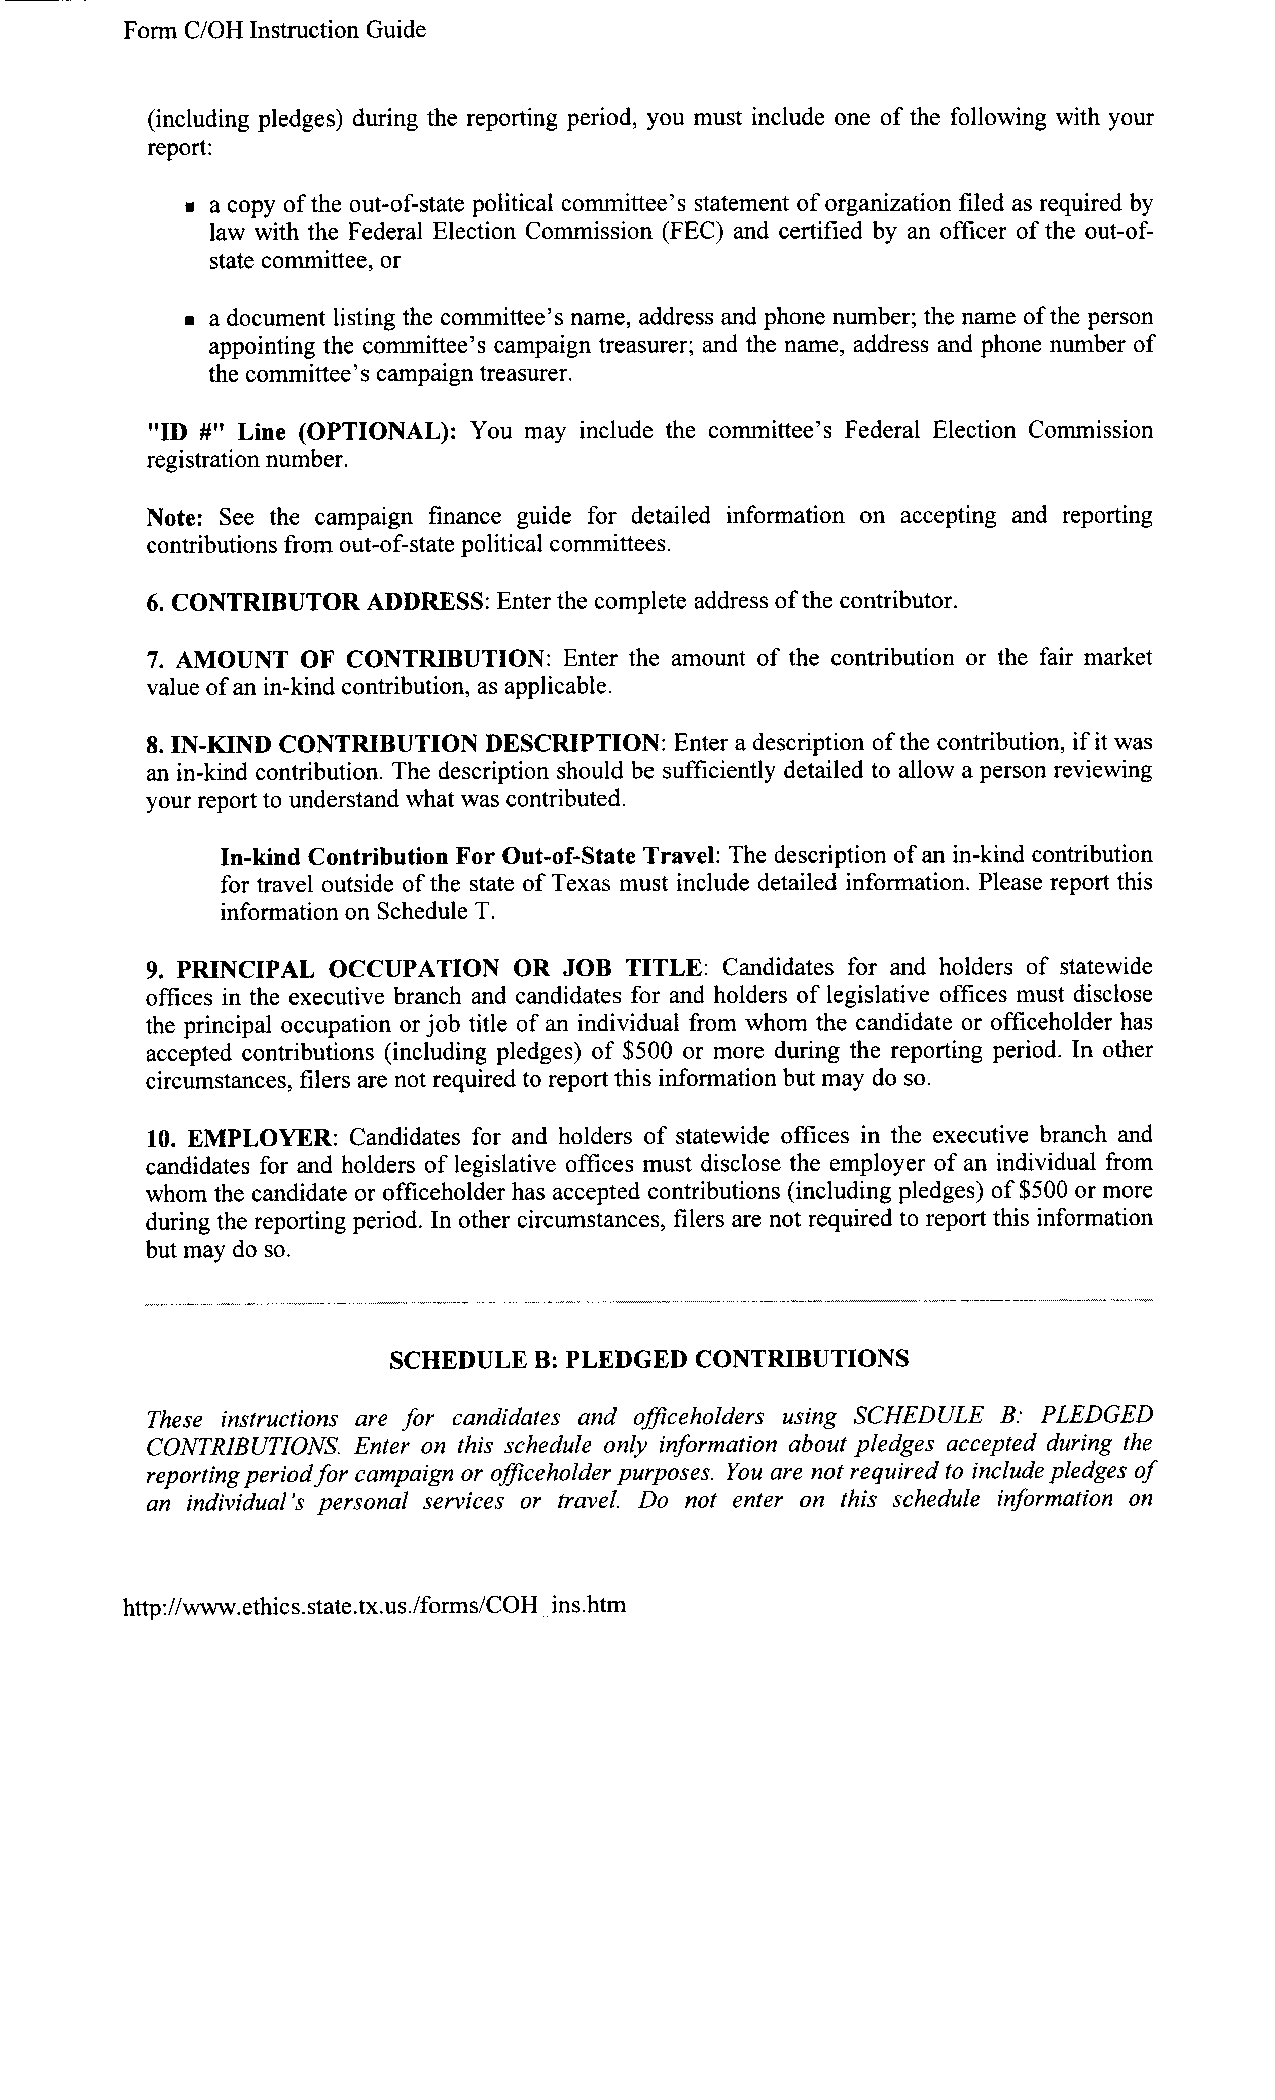 Form C/OH Instruction Guide
(including pledges) during the reporting period, you must include one of the following with your
report:
▪ a copy of the out-of-state political committee's statement of organization filed as required by
law with the Federal Election Commission (FEC) and certified by an officer of the out-of-
state committee, or
▪ a document listing the committee's name, address and phone number; the name of the person
appointing the committee's campaign treasurer; and the name, address and phone number of
the committee's campaign treasurer.
"ID #" Line (OPTIONAL): You may include the committee's Federal Election Commission
registration number.
Note: See the campaign finance guide for detailed information on accepting and reporting
contributions from out-of-state political committees.
6. CONTRIBUTOR ADDRESS: Enter the complete address of the contributor.
7. AMOUNT OF CONTRIBUTION: Enter the amount of the contribution or the fair market
value of an in-kind contribution, as applicable.
8. IN-KIND CONTRIBUTION DESCRIPTION: Enter a description of the contribution, if it was
an in-kind contribution. The description should be sufficiently detailed to allow a person reviewing
your report to understand what was contributed.
In-kind Contribution For Out-of-State Travel: The description of an in-kind contribution
for travel outside of the state of Texas must include detailed information. Please report this
information on Schedule T.
9. PRINCIPAL OCCUPATION OR JOB TITLE: Candidates for and holders of statewide
offices in the executive branch and candidates for and holders of legislative offices must disclose
the principal occupation or job title of an individual from whom the candidate or officeholder has
accepted contributions (including pledges) of $500 or more during the reporting period. In other
circumstances, filers are not required to report this information but may do so.
10. EMPLOYER: Candidates for and holders of statewide offices in the executive branch and
candidates for and holders of legislative offices must disclose the employer of an individual from
whom the candidate or officeholder has accepted contributions (including pledges) of $500 or more
during the reporting period. In other circumstances, filers are not required to report this information
but may do so.
SCHEDULE B: PLEDGED CONTRIBUTIONS
These instructions are for candidates and officeholders using SCHEDULE B: PLEDGED
CONTRIBUTIONS. Enter on this schedule only information about pledges accepted during the
reporting period for campaign or officeholder purposes. You are not required to include pledges of
an individual's personal services or travel. Do not enter on this schedule information on
http://www.ethics.state.tx.us./forms/COH_ins.htm